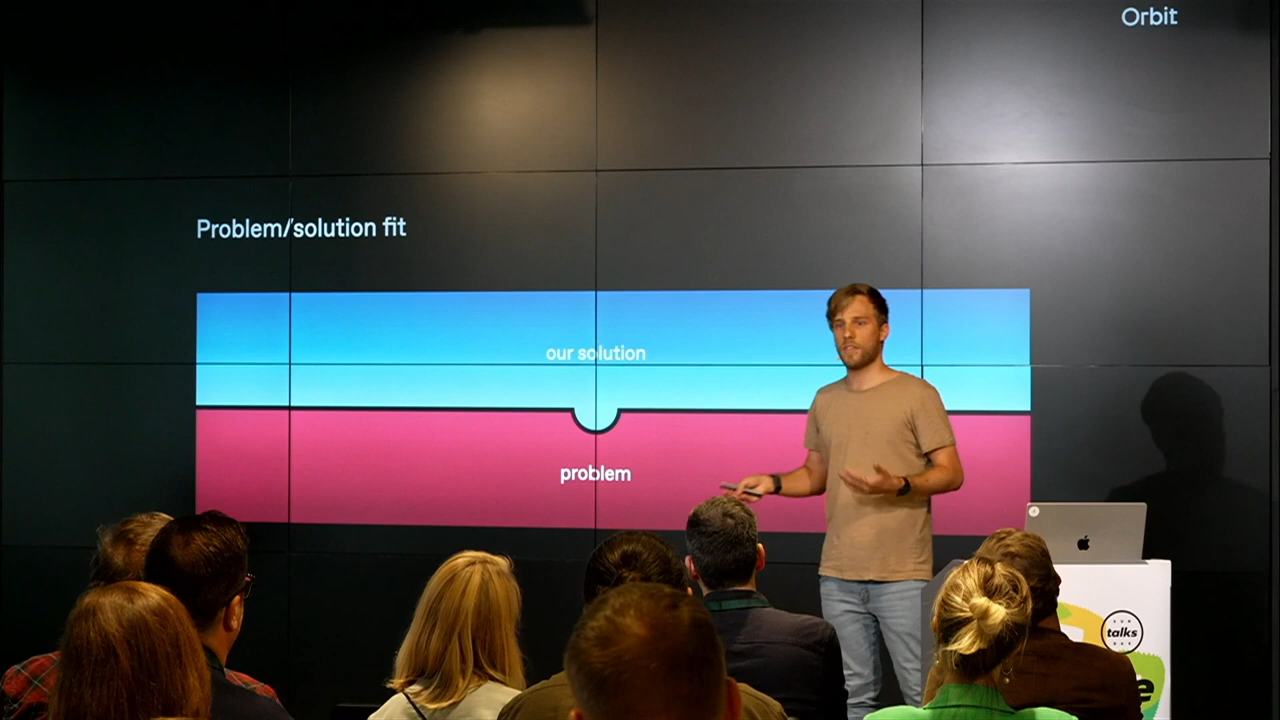 Orbit
Problem/solution fit
our solution
problem
talks